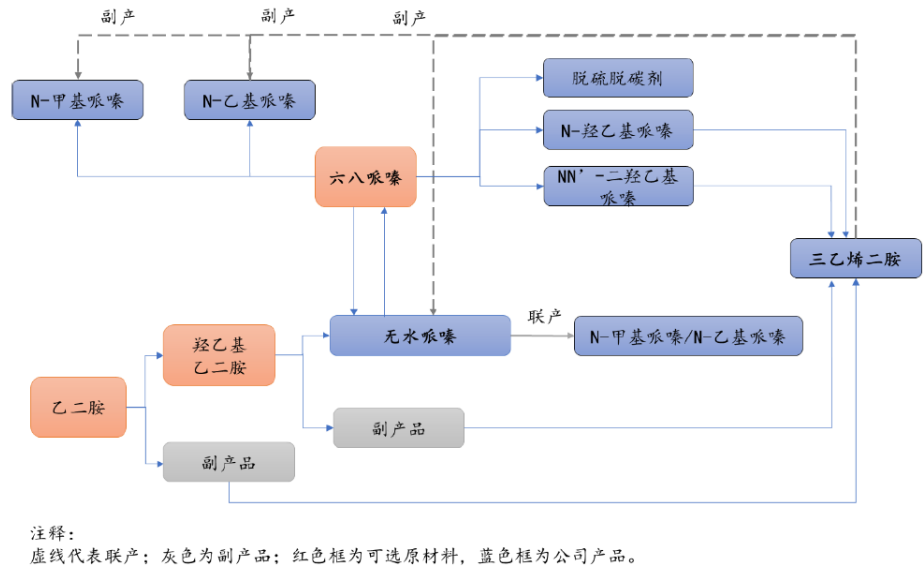 副产
副产
副产
N-甲基哌嗪
N-乙基哌嗪
脱硫脱碳剂
N-羟乙基哌嗪
六八哌嗪
NN’-二羟乙基
哌嗪
三乙烯二胺
联产
无水哌嗪
N-甲基哌嗪/N-乙基哌嗪
羟乙基
乙二胺
乙二胺
副产品
副产品
注释：
虚线代表联产；灰色为副产品；红色框为可选原材料，蓝色框为公司产品。